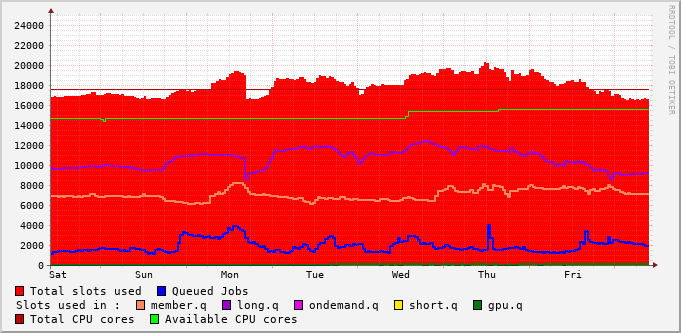 RRDTOOL / TOBI OETIKER
24000
22000
20000
18000
16000
14000
12000
10000
8000
6000
4000
2000
0
Sat Sun Mon Tue Wed Thu Fri
Total slots used Queued Jobs
Slots used in : member.q long.q ondemand.q short.q gpu.q
Total CPU cores Available CPU cores